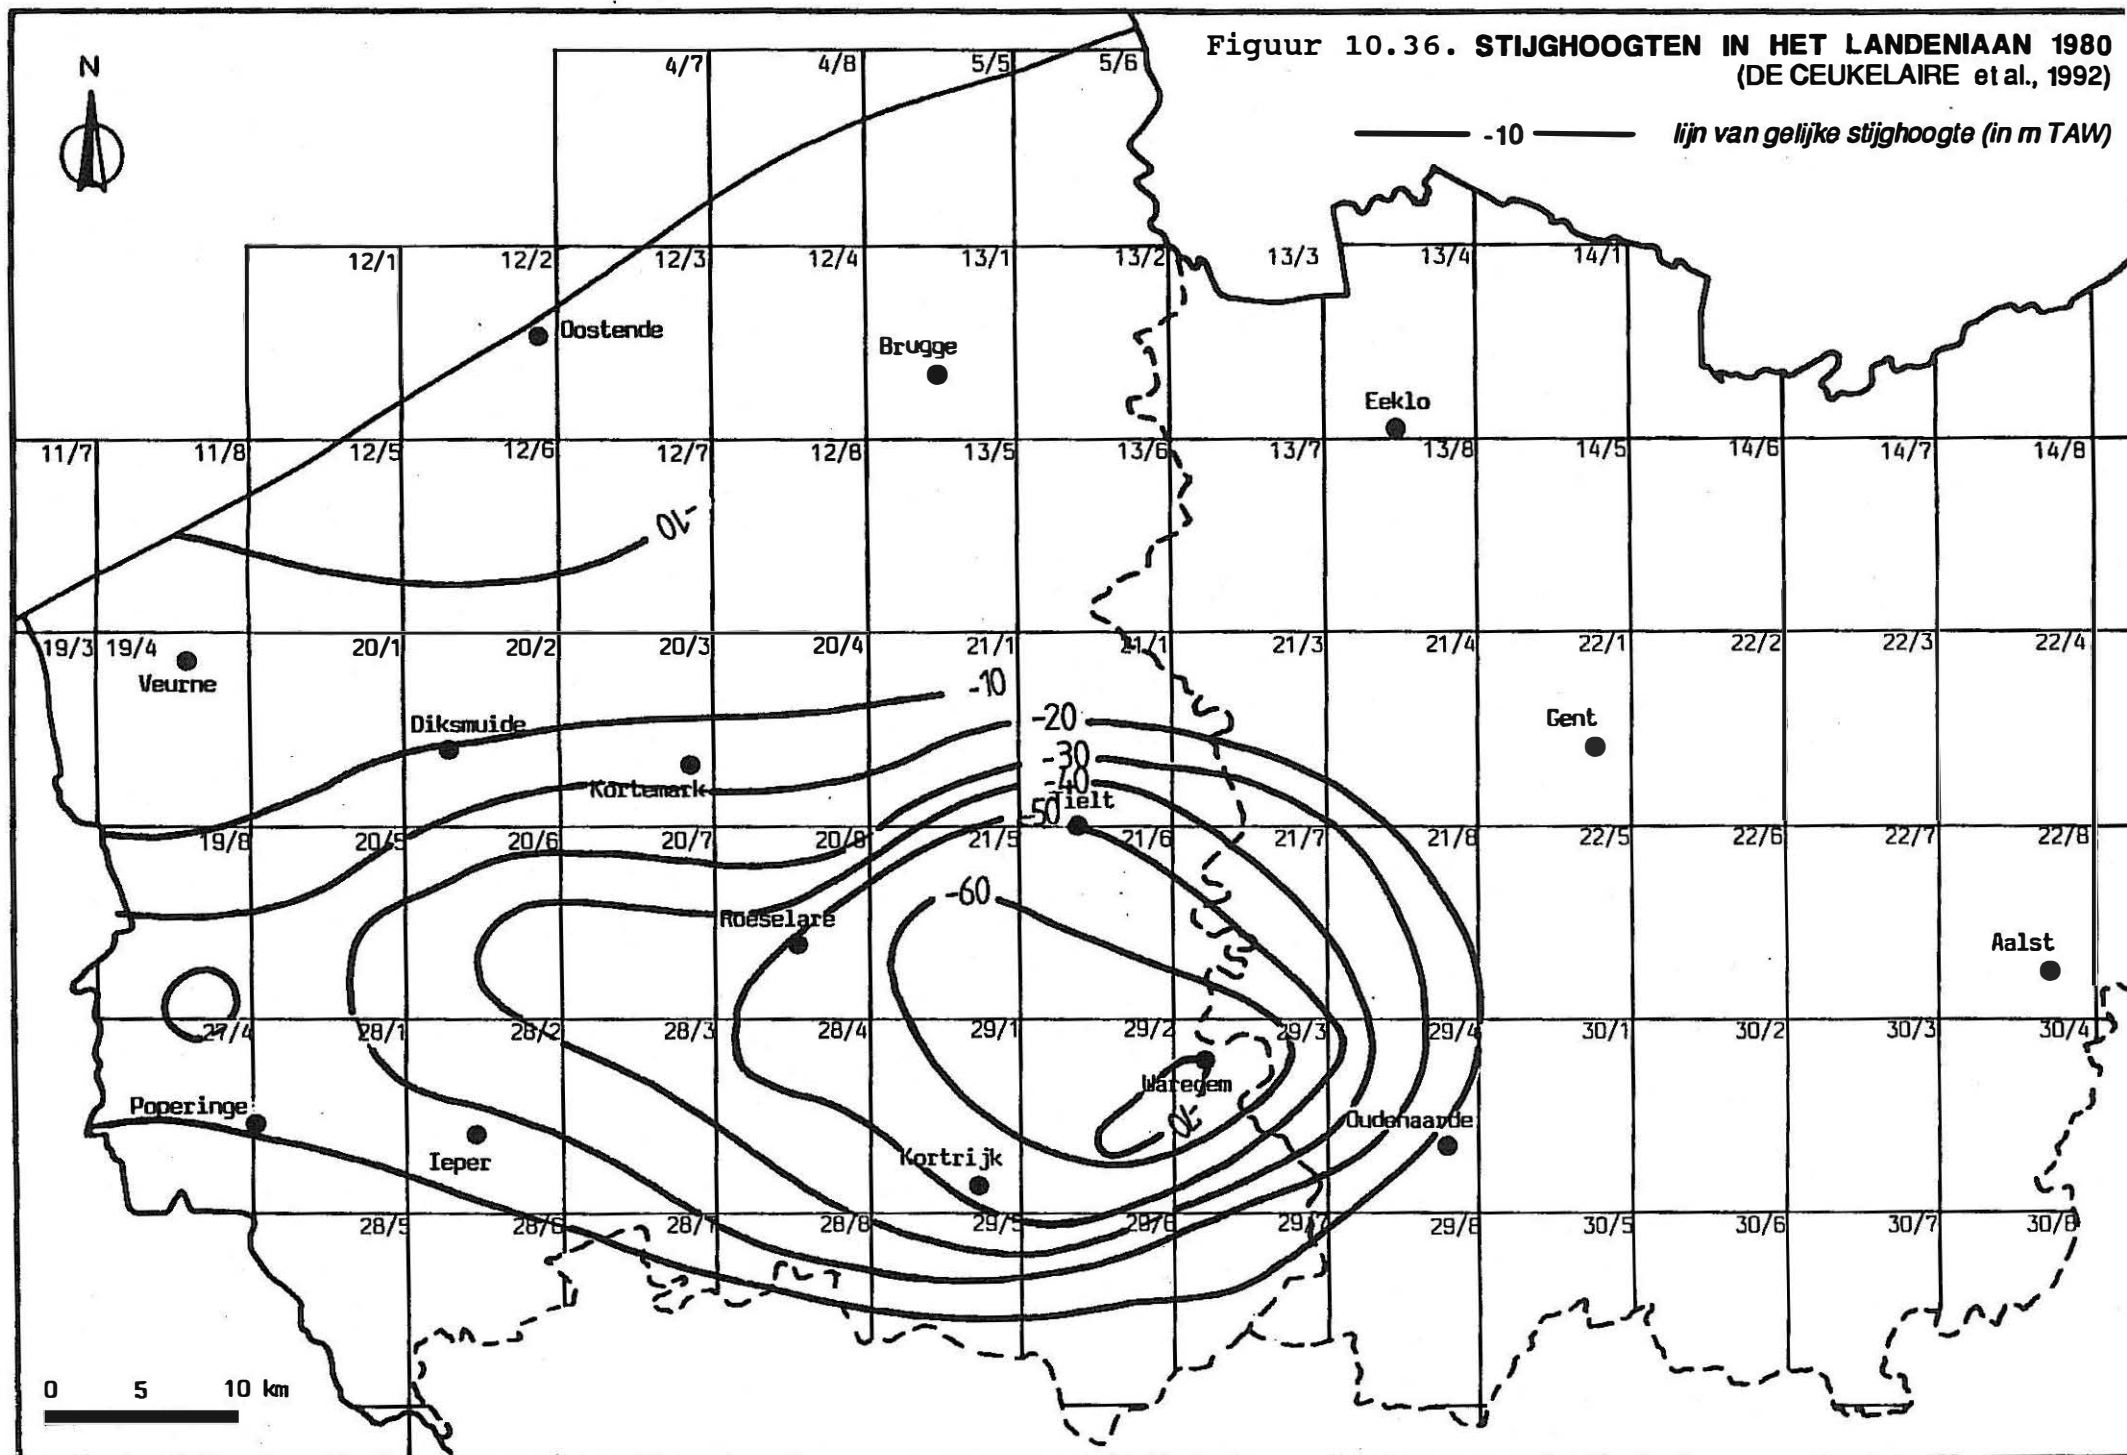 Figuur 10.36. STIJGHOOGTEN IN HET LANDENIAAN 1980
(DE CEUKELAIRE et al., 1992)
-10 lijn van gelijke stijghoogte (in m TAW)
N
4/7 4/8 5/5 5/6
12/1 12/2 12/3 12/4 13/1 13/2 13/3 13/4 14/1
Oostende
Brugge
Eeklo
11/7 11/8 12/5 12/6 12/7 12/8 13/5 13/6 13/7 13/8 14/5 14/6 14/7 14/8
-10
19/3 19/4 20/1 20/2 20/3 20/4 21/1 21/1 21/3 21/4 22/1 22/2 22/3 22/4
Veurne
-10
Diksmuide
-20
Gent
-30
Kortemark
-40
Tielt
-50
19/8 20/5 20/6 20/7 20/8 21/5 21/6 21/7 21/8 22/5 22/6 22/7 22/8
-60
Roeselare
Aalst
27/4 28/1 28/2 28/3 28/4 29/1 29/2 29/3 29/4 30/1 30/2 30/3 30/4
Waregem
Poperinge
-70
Oudenaarde
Ieper
Kortrijk
28/5 28/6 28/7 28/8 29/5 29/6 29/7 29/8 30/5 30/6 30/7 30/8
0 5 10 km